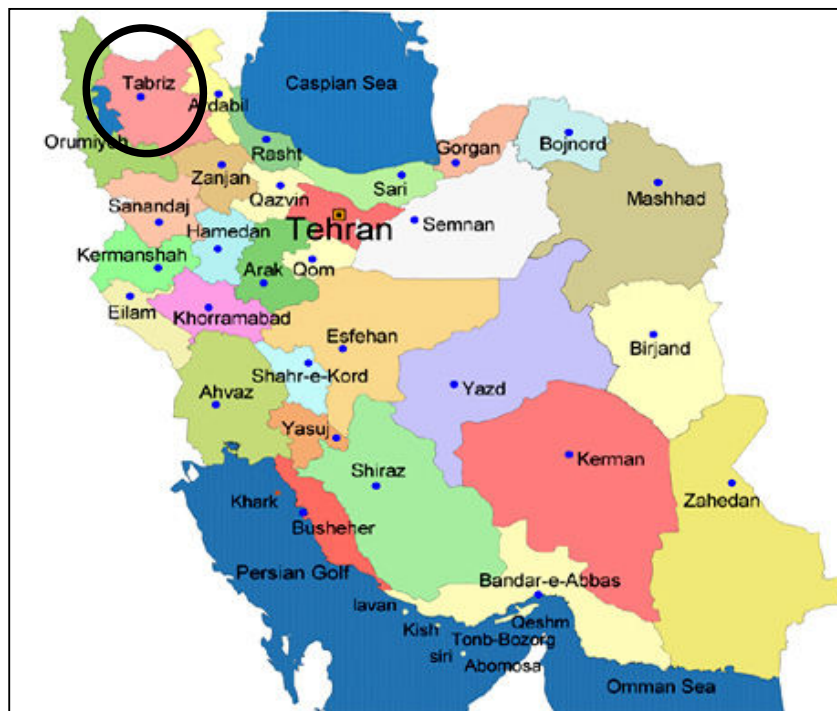 Tabriz
Caspian Sea
Ardabil
Orumiyeh
Rasht
Gorgan
Bojnord
Zanjan
Qazvin
Sari
Mashhad
Sanandaj
Hamedan
Tehran
Semnan
Kermanshah
Arak
Qom
Eilam
Khorramabad
Esfehan
Birjand
Shahr-e-Kord
Ahvaz
Yazd
Yasuj
Shiraz
Kerman
Khark
Zahedan
Busheher
Persian Golf
Bandar-e-Abbas
lavan
Kish
Qeshm
Tonb-Bozorg
siri
Abomosa
Omman Sea